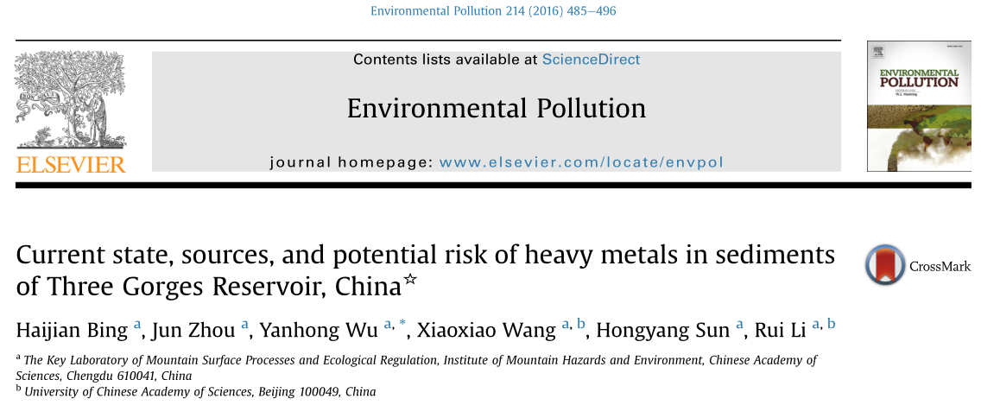 Environmental Pollution 214 (2016) 485–496
Contents lists available at ScienceDirect
Environmental Pollution
journal homepage: www.elsevier.com/locate/envpol
NON SOLUS
ELSEVIER
ENVIRONMENTAL
POLLUTION
Current state, sources, and potential risk of heavy metals in sediments
of Three Gorges Reservoir, China☆
CrossMark
Haijian Bing a, Jun Zhou a, Yanhong Wu a, *, Xiaoxiao Wang a, b, Hongyang Sun a, Rui Li a, b
a The Key Laboratory of Mountain Surface Processes and Ecological Regulation, Institute of Mountain Hazards and Environment, Chinese Academy of
Sciences, Chengdu 610041, China
b University of Chinese Academy of Sciences, Beijing 100049, China